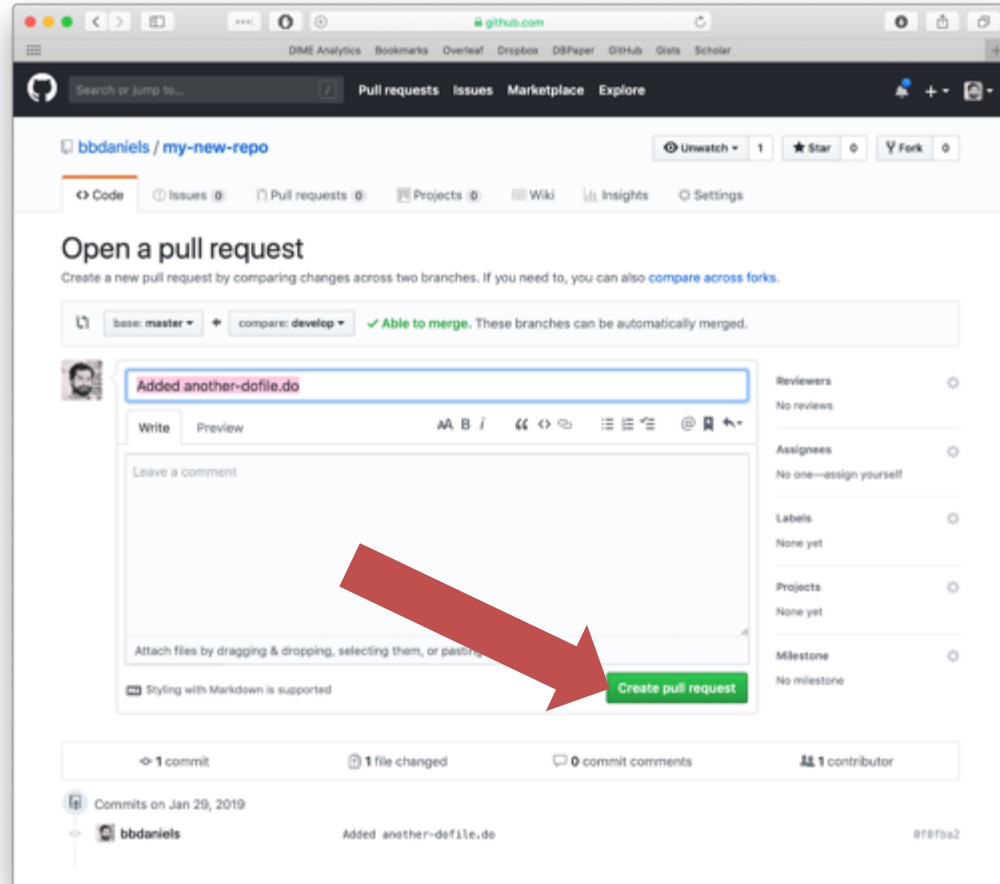 github.com
DIME Analytics Bookmarks Overleaf Dropbox DBPaper GitHub Gists Scholar
Search or jump to... / Pull requests Issues Marketplace Explore
bbdaniels / my-new-repo Unwatch 1 Star 0 Fork 0
Code Issues 0 Pull requests 0 Projects 0 Wiki Insights Settings
Open a pull request
Create a new pull request by comparing changes across two branches. If you need to, you can also compare across forks.
base: master compare: develop Able to merge. These branches can be automatically merged.
Added another-dofile.do
Write Preview AA B i
Leave a comment
Attach files by dragging & dropping, selecting them, or pasting
Styling with Markdown is supported
Create pull request
Reviewers
No reviews
Assignees
No one—assign yourself
Labels
None yet
Projects
None yet
Milestone
No milestone
1 commit 1 file changed 0 commit comments 1 contributor
Commits on Jan 29, 2019
bbdaniels Added another-dofile.do 0f0fba2